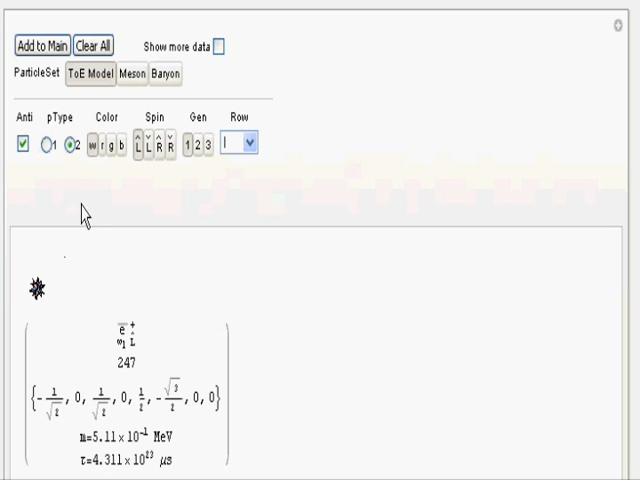 Add to Main Clear All Show more data
ParticleSet ToE Model Meson Baryon
Anti pType Color Spin Gen Row
1 2 w r g b L̂ Ľ R̂ Ř 1 2 3
e̅ +
ω₁ L̂
247
{-1/√2, 0, 1/√2, 0, 1/2, -√3/2, 0, 0}
m=5.11×10⁻¹ MeV
τ=4.311×10²³ μs